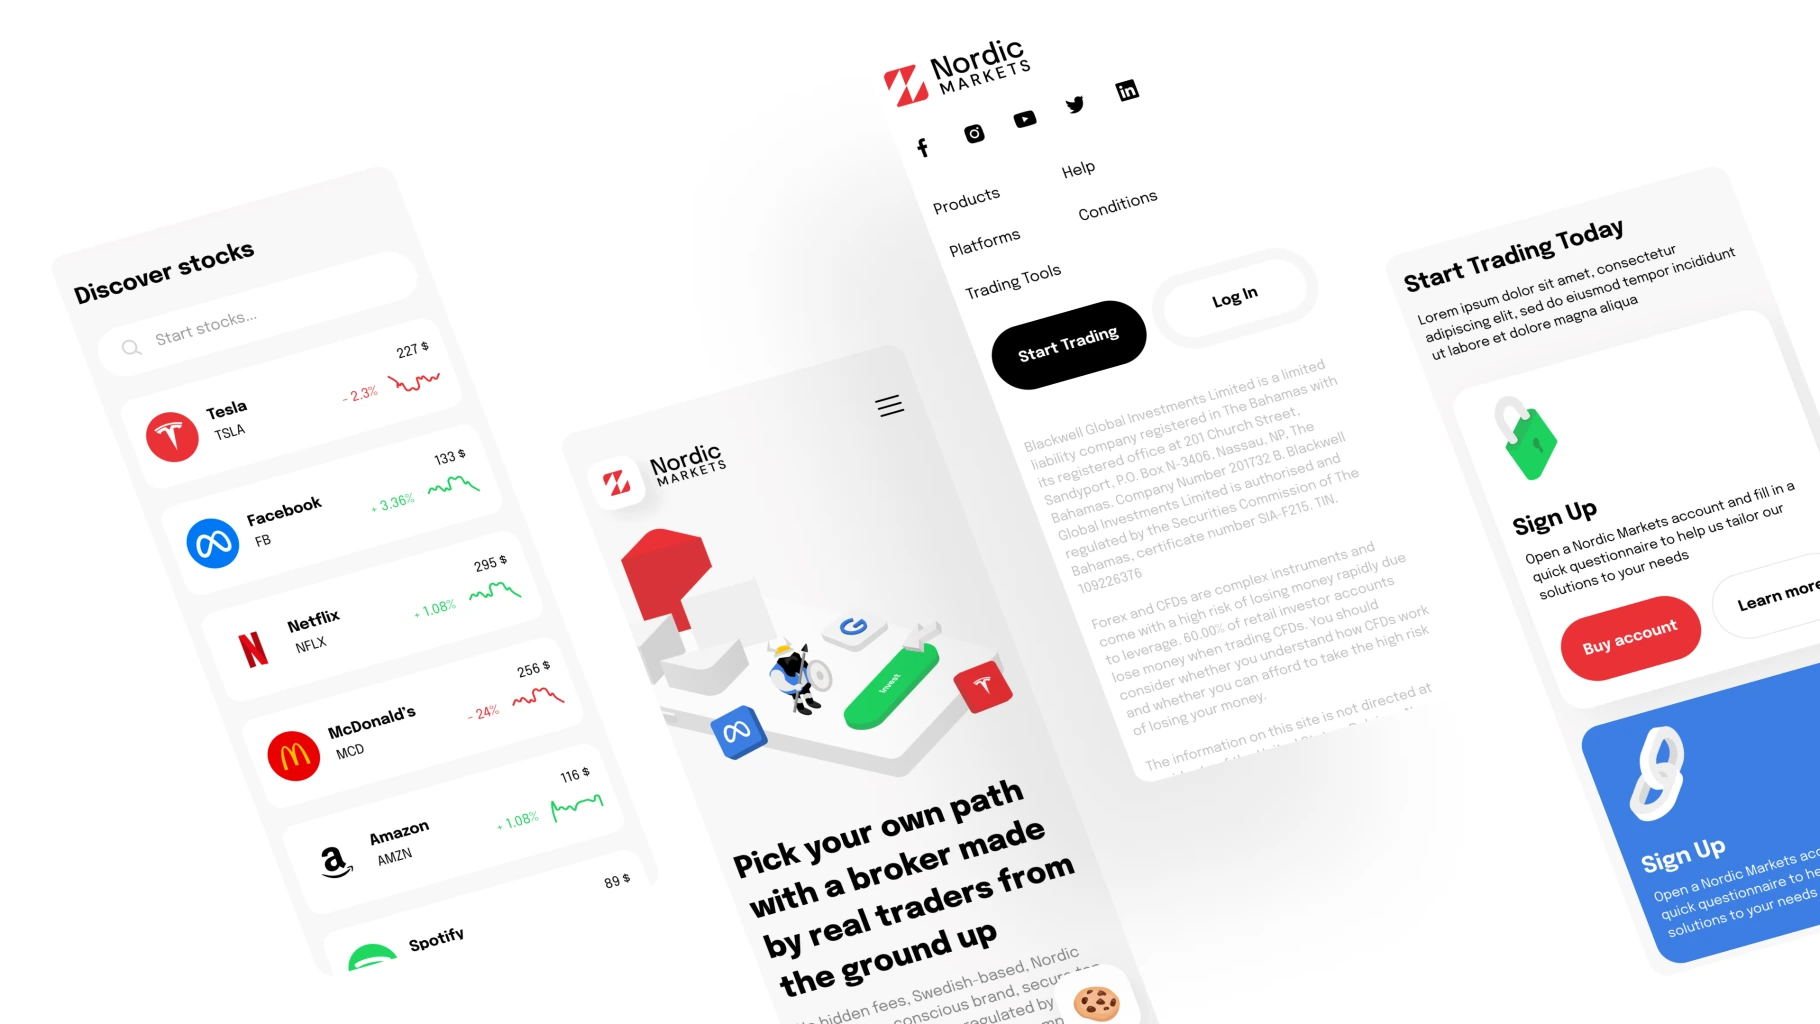 Discover stocks
Start stocks...
Tesla
TSLA
- 2.3%
227 $
Facebook
FB
+ 3.36%
133 $
Netflix
NFLX
+ 1.08%
295 $
McDonald's
MCD
- 24%
256 $
Amazon
AMZN
+ 1.08%
116 $
Spotify
89 $
Nordic
MARKETS
Invest
Pick your own path
with a broker made
by real traders from
the ground up
hidden fees, Swedish-based, Nordic
conscious brand, secure
regulated by
Nordic
MARKETS
Products
Help
Platforms
Conditions
Trading Tools
Start Trading
Log In
Blackwell Global Investments Limited is a limited
liability company registered in The Bahamas with
its registered office at 201 Church Street,
Sandyport, P.O. Box N-3406, Nassau, NP, The
Bahamas. Company Number 201732 B. Blackwell
Global Investments Limited is authorised and
regulated by the Securities Commission of The
Bahamas, certificate number SIA-F215. TIN.
109226376
Forex and CFDs are complex instruments and
come with a high risk of losing money rapidly due
to leverage. 60.00% of retail investor accounts
lose money when trading CFDs. You should
consider whether you understand how CFDs work
and whether you can afford to take the high risk
of losing your money.
The information on this site is not directed at
Start Trading Today
Lorem ipsum dolor sit amet, consectetur
adipiscing elit, sed do eiusmod tempor incididunt
ut labore et dolore magna aliqua
Sign Up
Open a Nordic Markets account and fill in a
quick questionnaire to help us tailor our
solutions to your needs
Buy account
Learn more
Sign Up
Open a Nordic Markets
quick questionnaire to
solutions to your needs